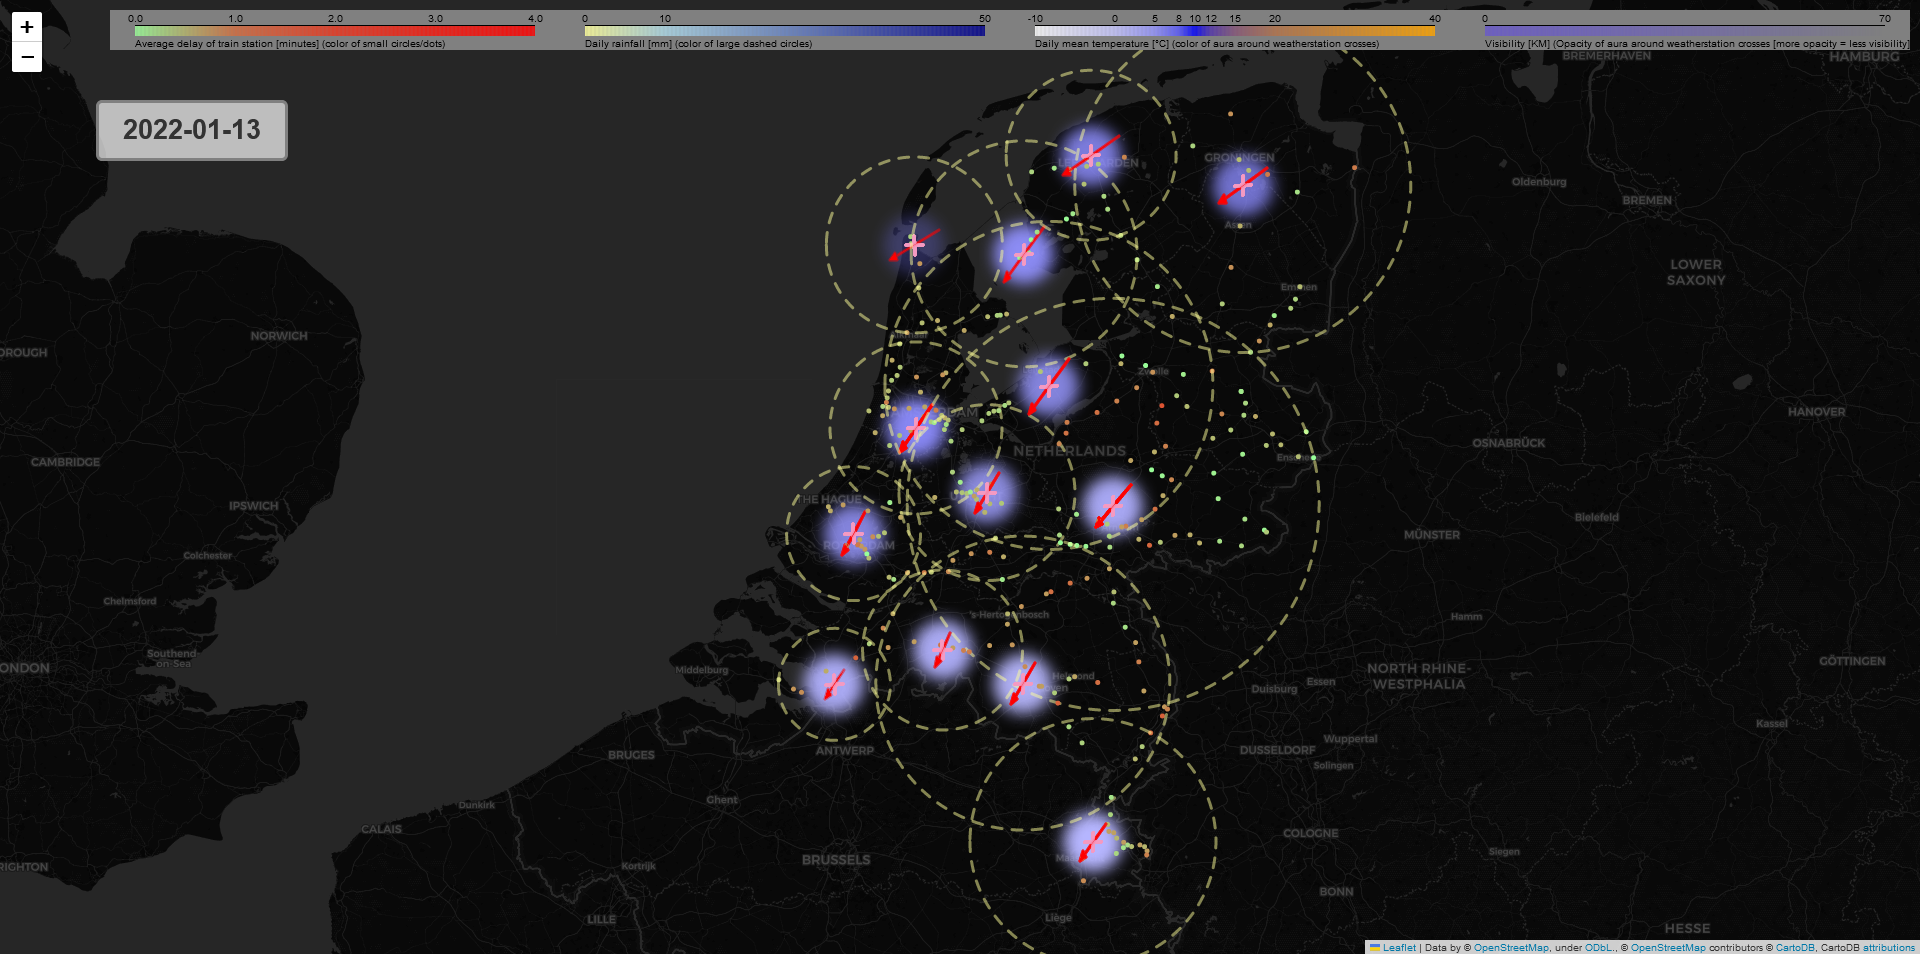 +
−
0.0 1.0 2.0 3.0 4.0
Average delay of train station [minutes] (color of small circles/dots)
0 10 50
Daily rainfall [mm] (color of large dashed circles)
-10 0 5 8 10 12 15 20 40
Daily mean temperature [°C] (color of aura around weatherstation crosses)
0 70
Visibility [KM] (Opacity of aura around weatherstation crosses [more opacity = less visibility]
2022-01-13
BREMERHAVEN
HAMBURG
GRONINGEN
Oldenburg
BREMEN
Assen
LOWER
SAXONY
Emmen
NORWICH
OROUGH
Zwolle
HANOVER
DAM
OSNABRÜCK
NETHERLANDS
CAMBRIDGE
THE HAGUE
IPSWICH
Bielefeld
MÜNSTER
Colchester
Chelmsford
's-Hertogenbosch
Hamm
Southend-
on Sea
ONDON
Middelburg
NORTH RHINE-
WESTPHALIA
GÖTTINGEN
Essen
Duisburg
Kassel
Wuppertal
DUSSELDORF
Solingen
ANTWERP
BRUGES
Ghent
Dunkirk
CALAIS
COLOGNE
Siegen
BRUSSELS
Kortrijk
RIGHTON
BONN
LILLE
Liège
HESSE
Leaflet | Data by © OpenStreetMap, under ODbL., © OpenStreetMap contributors © CartoDB, CartoDB attributions